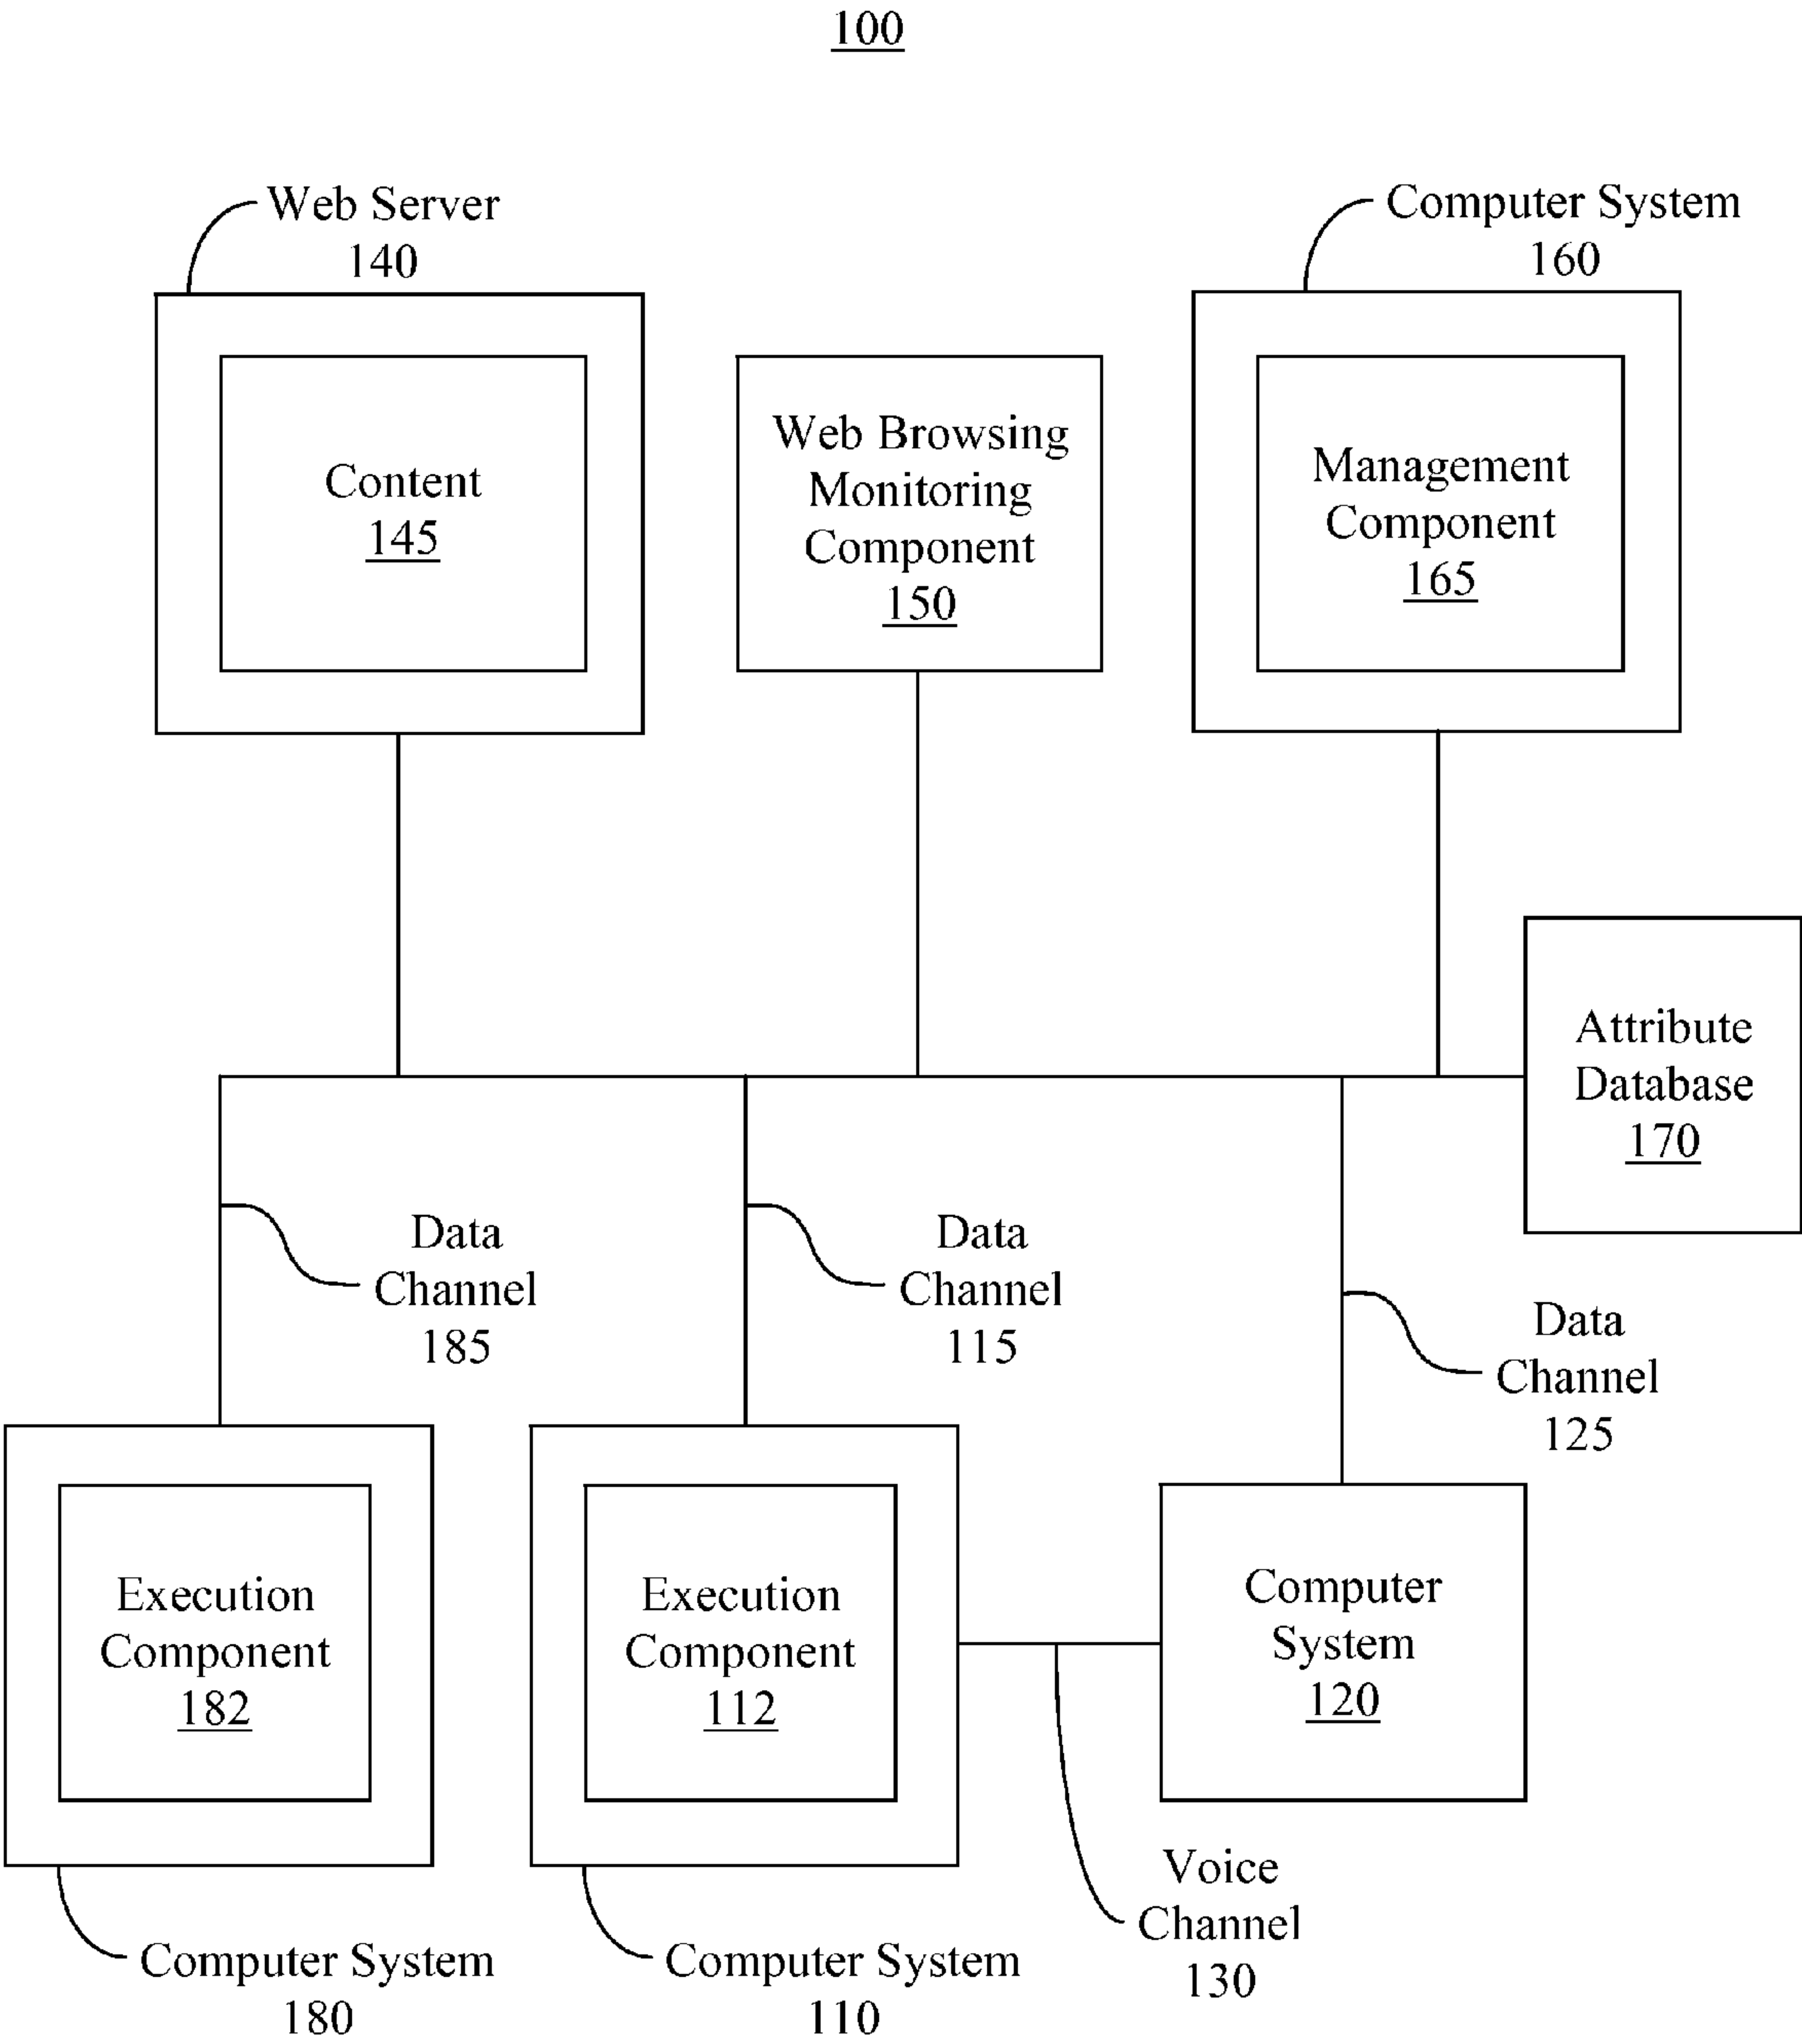 100
Web Server
140
Computer System
160
Content
145
Web Browsing
Monitoring
Component
150
Management
Component
165
Attribute
Database
170
Data
Channel
185
Data
Channel
115
Data
Channel
125
Execution
Component
182
Execution
Component
112
Computer
System
120
Voice
Channel
130
Computer System
180
Computer System
110